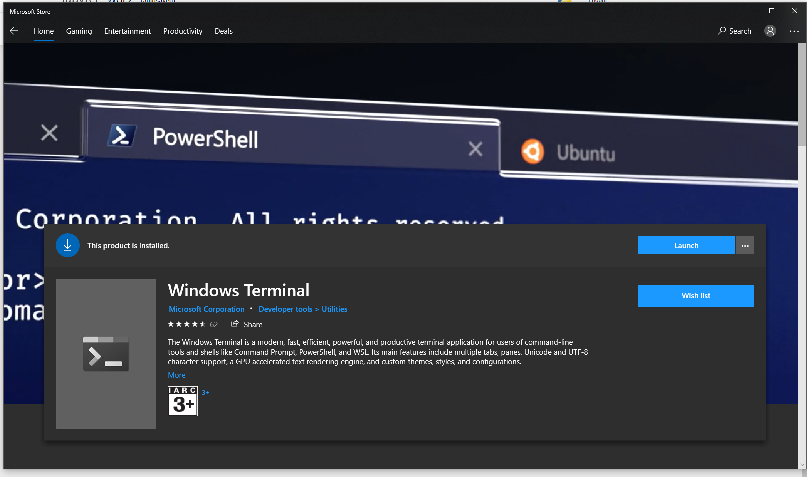 Microsoft Store
Home Gaming Entertainment Productivity Deals Search
PowerShell Ubuntu
Corporation. All rights reserved
This product is installed. Launch
Windows Terminal
Microsoft Corporation • Developer tools > Utilities Wish list
62 Share
The Windows Terminal is a modern, fast, efficient, powerful, and productive terminal application for users of command-line
tools and shells like Command Prompt, PowerShell, and WSL. Its main features include multiple tabs, panes, Unicode and UTF-8
character support, a GPU accelerated text rendering engine, and custom themes, styles, and configurations.
More
IARC 3+
3+